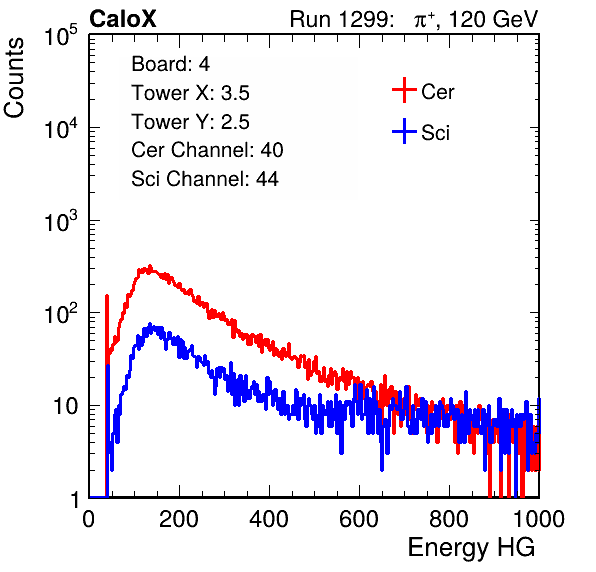 CaloX Run 1299: π⁺, 120 GeV
Counts
10⁵
10⁴
10³
10²
10
1
Board: 4
Tower X: 3.5
Tower Y: 2.5
Cer Channel: 40
Sci Channel: 44
Cer
Sci
0 200 400 600 800 1000
Energy HG